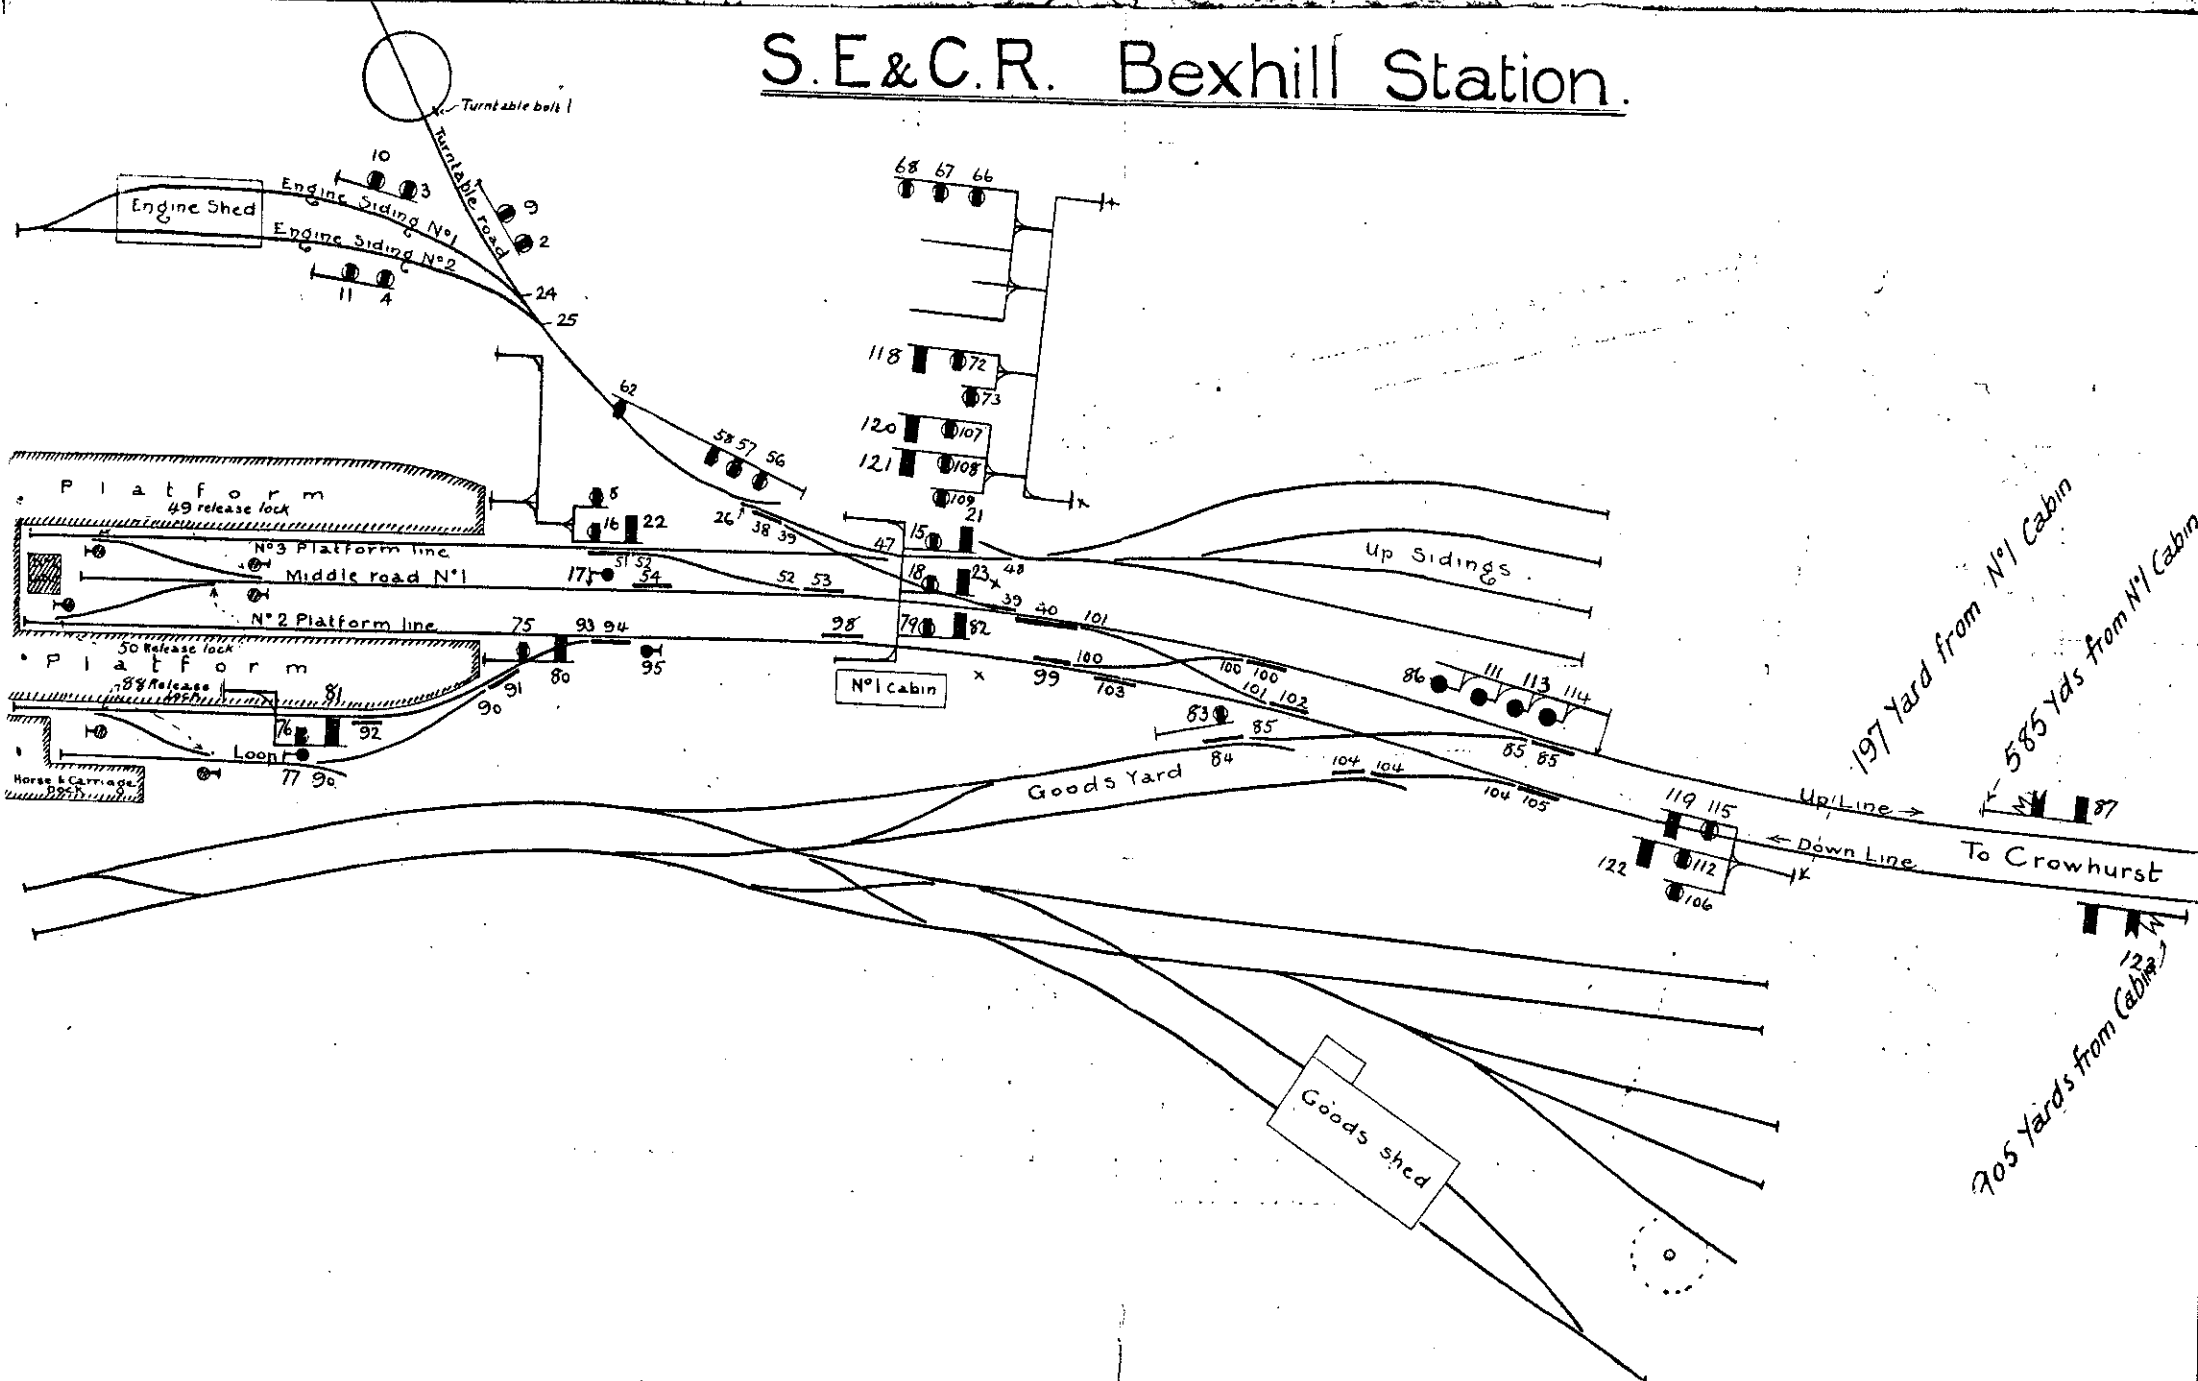 S.E&C.R. Bexhill Station.
Turntable bolt 1
Turntable road
10
3
9
2
Engine Shed
Engine Siding Nº1
Engine Siding Nº2
11 4
24
25
68 67 66
118 72
73
120 107
121 108
109
62
58 57 56
26
38 39
Platform
49 release lock
8
16 22
Nº3 Platform line
51 52
Middle road Nº1
17
54
52 53
47
15 21
18 23
48
Up Sidings.
39 40 101
Nº2 Platform line
75
93 94
95
98
79 82
50 Release lock
Platform
80
Nº1 Cabin
99
100
103
100 100
101 102
86 111 113 114
88 Release Lock
81
76
92
90
91
Loop
77 90
Horse & Carriage Dock
83
85
84
85 85
Goods Yard
104 104
104 105
119 115
122 112
106
Up Line
Down Line
To Crowhurst
87
197 Yard from Nº1 Cabin
585 Yds from Nº1 Cabin
123
905 Yards from Cabin
Goods shed